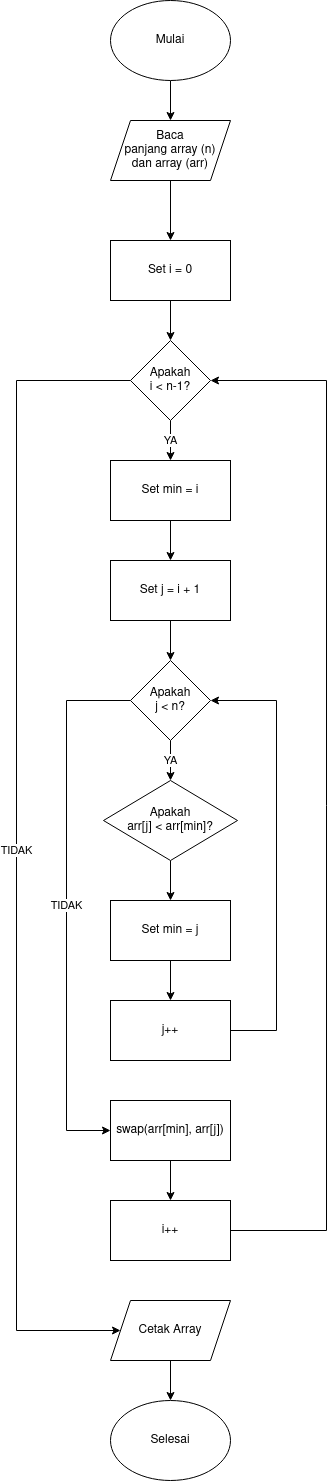 Mulai
Baca
panjang array (n)
dan array (arr)
Set i = 0
Apakah
i < n-1?
YA
Set min = i
Set j = i + 1
Apakah
j < n?
YA
Apakah
arr[j] < arr[min]?
TIDAK
TIDAK
Set min = j
j++
swap(arr[min], arr[j])
i++
Cetak Array
Selesai